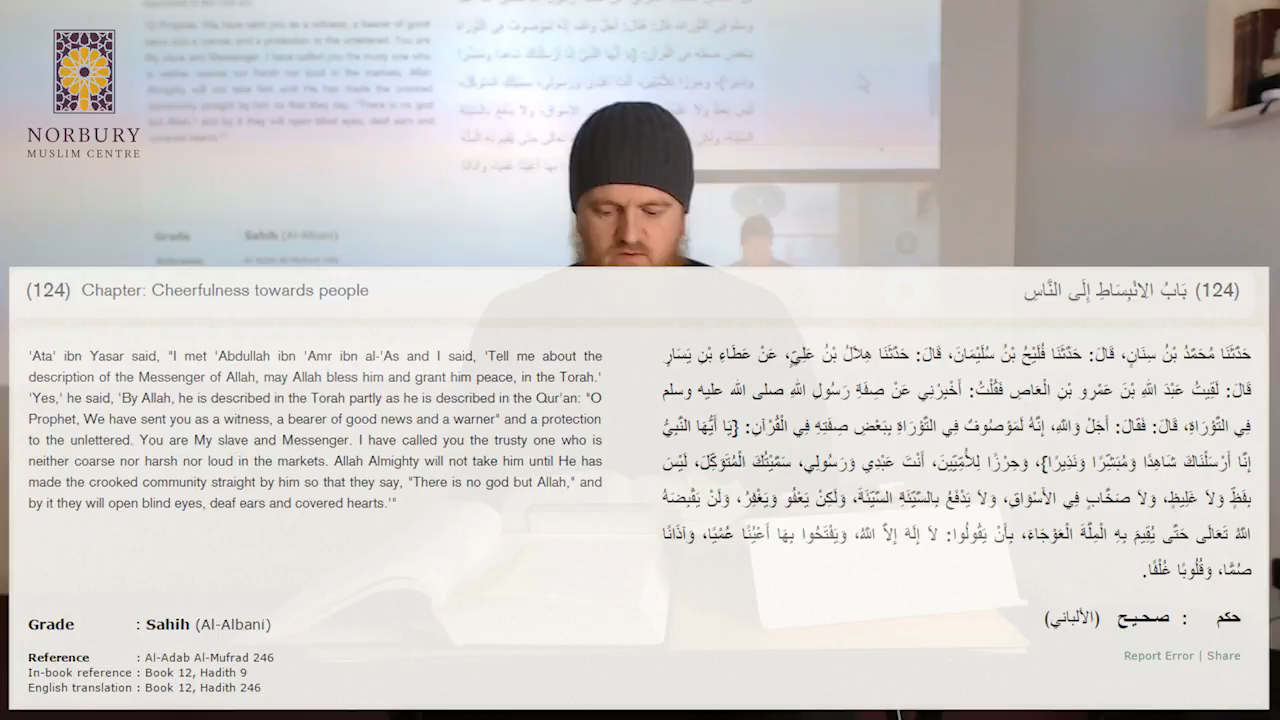 NORBURY
MUSLIM CENTRE
Grade Sahih (Al-Albani)
(124) Chapter: Cheerfulness towards people
(124) بَابُ الِانْبِسَاطِ إِلَى النَّاسِ
'Ata' ibn Yasar said, "I met 'Abdullah ibn 'Amr ibn al-'As and I said, 'Tell me about the
description of the Messenger of Allah, may Allah bless him and grant him peace, in the Torah.'
'Yes,' he said, 'By Allah, he is described in the Torah partly as he is described in the Qur'an: "O
Prophet, We have sent you as a witness, a bearer of good news and a warner" and a protection
to the unlettered. You are My slave and Messenger. I have called you the trusty one who is
neither coarse nor harsh nor loud in the markets. Allah Almighty will not take him until He has
made the crooked community straight by him so that they say, "There is no god but Allah," and
by it they will open blind eyes, deaf ears and covered hearts.'"
حَدَّثَنَا مُحَمَّدُ بْنُ سِنَانٍ، قَالَ: حَدَّثَنَا فُلَيْحُ بْنُ سُلَيْمَانَ، قَالَ: حَدَّثَنَا هِلاَلُ بْنُ عَلِيٍّ، عَنْ عَطَاءِ بْنِ يَسَارٍ
قَالَ: لَقِيتُ عَبْدَ اللهِ بْنَ عَمْرِو بْنِ الْعَاصِ فَقُلْتُ: أَخْبِرْنِي عَنْ صِفَةِ رَسُولِ اللهِ صلى الله عليه وسلم
فِي التَّوْرَاةِ، قَالَ: فَقَالَ: أَجَلْ وَاللَّهِ، إِنَّهُ لَمَوْصُوفٌ فِي التَّوْرَاةِ بِبَعْضِ صِفَتِهِ فِي الْقُرْآنِ: {يَا أَيُّهَا النَّبِيُّ
إِنَّا أَرْسَلْنَاكَ شَاهِدًا وَمُبَشِّرًا وَنَذِيرًا}، وَحِرْزًا لِلأُمِّيِّينَ، أَنْتَ عَبْدِي وَرَسُولِي، سَمَّيْتُكَ الْمُتَوَكِّلَ، لَيْسَ
بِفَظٍّ وَلاَ غَلِيظٍ، وَلاَ صَخَّابٍ فِي الأَسْوَاقِ، وَلاَ يَدْفَعُ بِالسَّيِّئَةِ السَّيِّئَةَ، وَلَكِنْ يَعْفُو وَيَغْفِرُ، وَلَنْ يَقْبِضَهُ
اللَّهُ تَعَالَى حَتَّى يُقِيمَ بِهِ الْمِلَّةَ الْعَوْجَاءَ، بِأَنْ يَقُولُوا: لاَ إِلَهَ إِلاَّ اللَّهُ، وَيَفْتَحُوا بِهَا أَعْيُنًا عُمْيًا، وَآذَانًا
صُمًّا، وَقُلُوبًا غُلْفًا.
Grade : Sahih (Al-Albani)
حكم : صحيح (الألباني)
Reference : Al-Adab Al-Mufrad 246
In-book reference : Book 12, Hadith 9
English translation : Book 12, Hadith 246
Report Error | Share